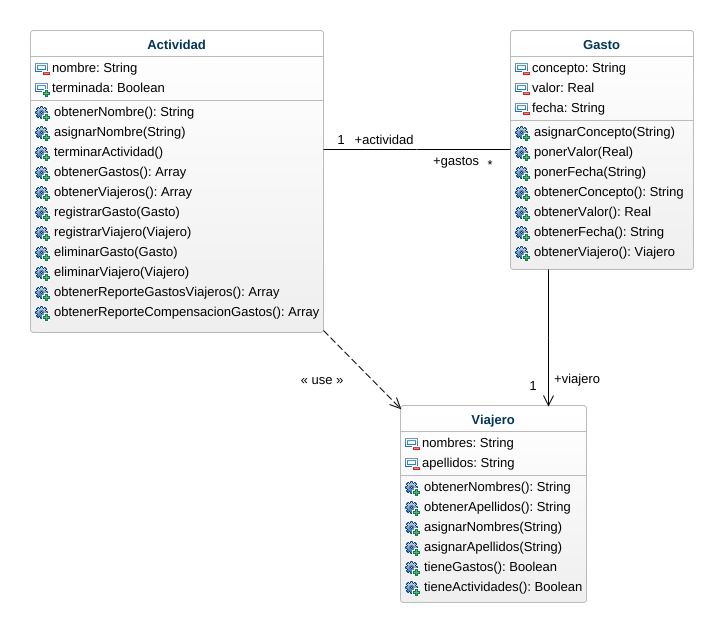 Actividad
nombre: String
terminada: Boolean
obtenerNombre(): String
asignarNombre(String)
terminarActividad()
obtenerGastos(): Array
obtenerViajeros(): Array
registrarGasto(Gasto)
registrarViajero(Viajero)
eliminarGasto(Gasto)
eliminarViajero(Viajero)
obtenerReporteGastosViajeros(): Array
obtenerReporteCompensacionGastos(): Array
1 +actividad
+gastos *
Gasto
concepto: String
valor: Real
fecha: String
asignarConcepto(String)
ponerValor(Real)
ponerFecha(String)
obtenerConcepto(): String
obtenerValor(): Real
obtenerFecha(): String
obtenerViajero(): Viajero
« use »
1 +viajero
Viajero
nombres: String
apellidos: String
obtenerNombres(): String
obtenerApellidos(): String
asignarNombres(String)
asignarApellidos(String)
tieneGastos(): Boolean
tieneActividades(): Boolean